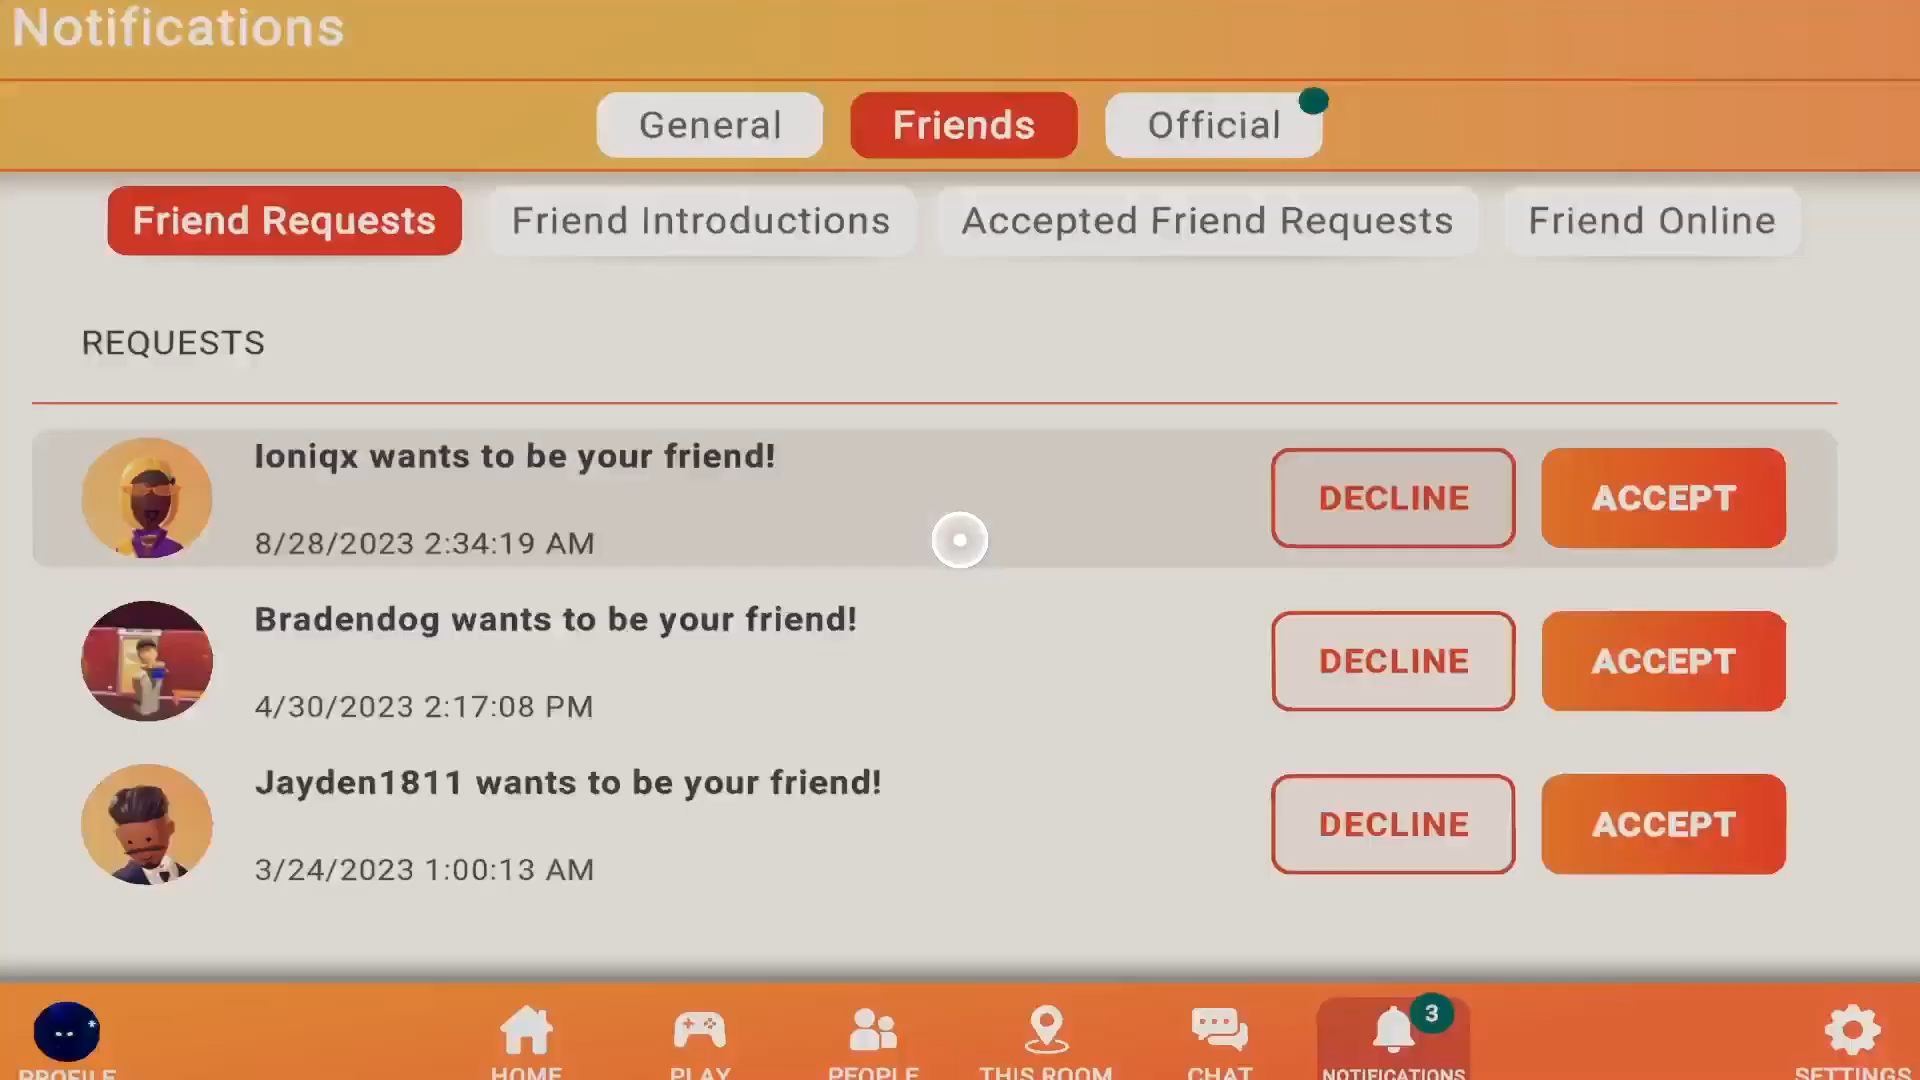 Notifications
General
Friends
Official
Friend Requests
Friend Introductions
Accepted Friend Requests
Friend Online
REQUESTS
Ioniqx wants to be your friend!
8/28/2023 2:34:19 AM
DECLINE
ACCEPT
Bradendog wants to be your friend!
4/30/2023 2:17:08 PM
DECLINE
ACCEPT
Jayden1811 wants to be your friend!
3/24/2023 1:00:13 AM
DECLINE
ACCEPT
3
PROFILE
HOME
PLAY
PEOPLE
THIS ROOM
CHAT
NOTIFICATIONS
SETTINGS